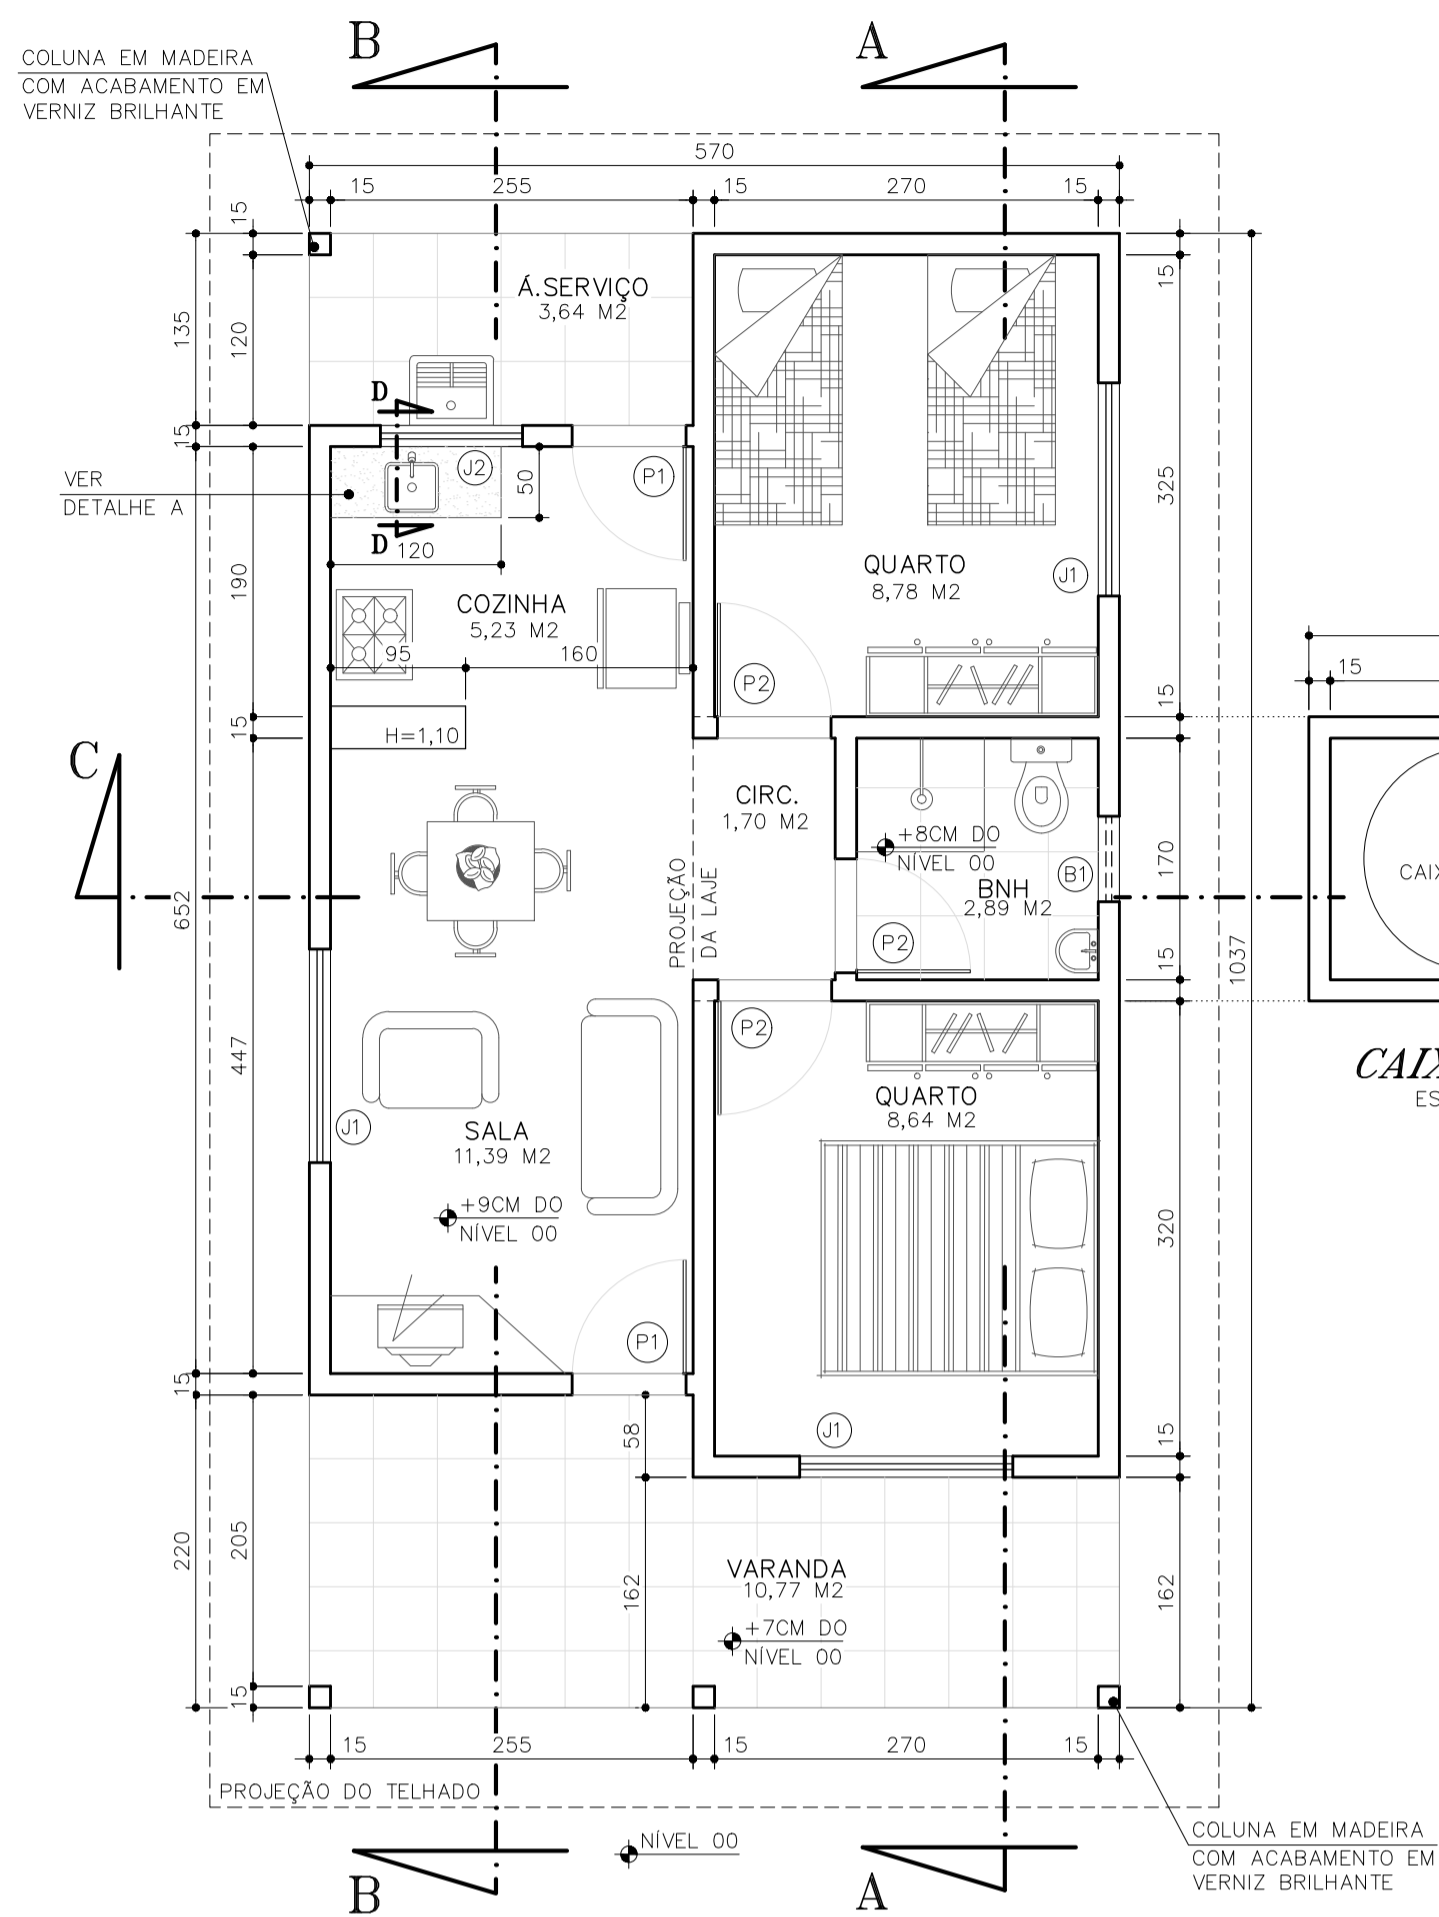 B
A
COLUNA EM MADEIRA
COM ACABAMENTO EM
VERNIZ BRILHANTE
570
15
255
15
270
15
15
135
120
15
Á.SERVIÇO
3,64 M2
15
D
VER
DETALHE A
J2
50
P1
D
120
325
190
QUARTO
8,78 M2
J1
COZINHA
5,23 M2
95
160
P2
15
15
15
H=1,10
C
CIRC.
1,70 M2
+8CM DO
NÍVEL 00
BNH
2,89 M2
B1
170
CAIX
PROJEÇÃO
DA LAJE
652
P2
15
1037
447
P2
CAIX
ES
QUARTO
8,64 M2
J1
SALA
11,39 M2
+9CM DO
NÍVEL 00
320
P1
15
58
J1
15
220
205
162
VARANDA
10,77 M2
+7CM DO
NÍVEL 00
162
15
15
255
15
270
15
PROJEÇÃO DO TELHADO
NÍVEL 00
COLUNA EM MADEIRA
COM ACABAMENTO EM
VERNIZ BRILHANTE
B
A